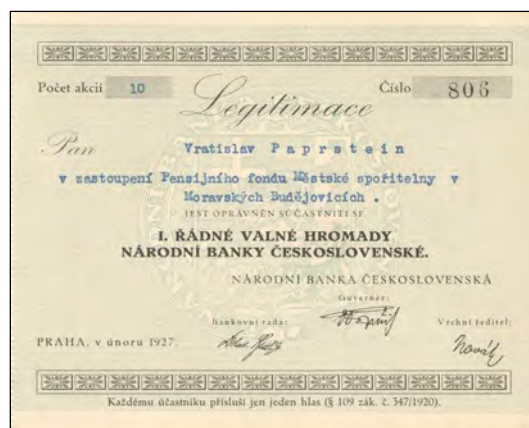 Počet akcií 10 Číslo 806
Legitimace
Pan Vratislav Paprstein
v zastoupení Pensijního fondu Městské spořitelny v
Moravských Budějovicích .
JEST OPRÁVNĚN SÚČASTNITI SE
I. ŘÁDNÉ VALNÉ HROMADY
NÁRODNÍ BANKY ČESKOSLOVENSKÉ.
NÁRODNÍ BANKA ČESKOSLOVENSKÁ
Guvernér:
Bankovní rada: Vrchní ředitel:
PRAHA, v únoru 1927. Novák
Každému účastníku přísluší jen jeden hlas (§ 109 zák. č. 347/1920).